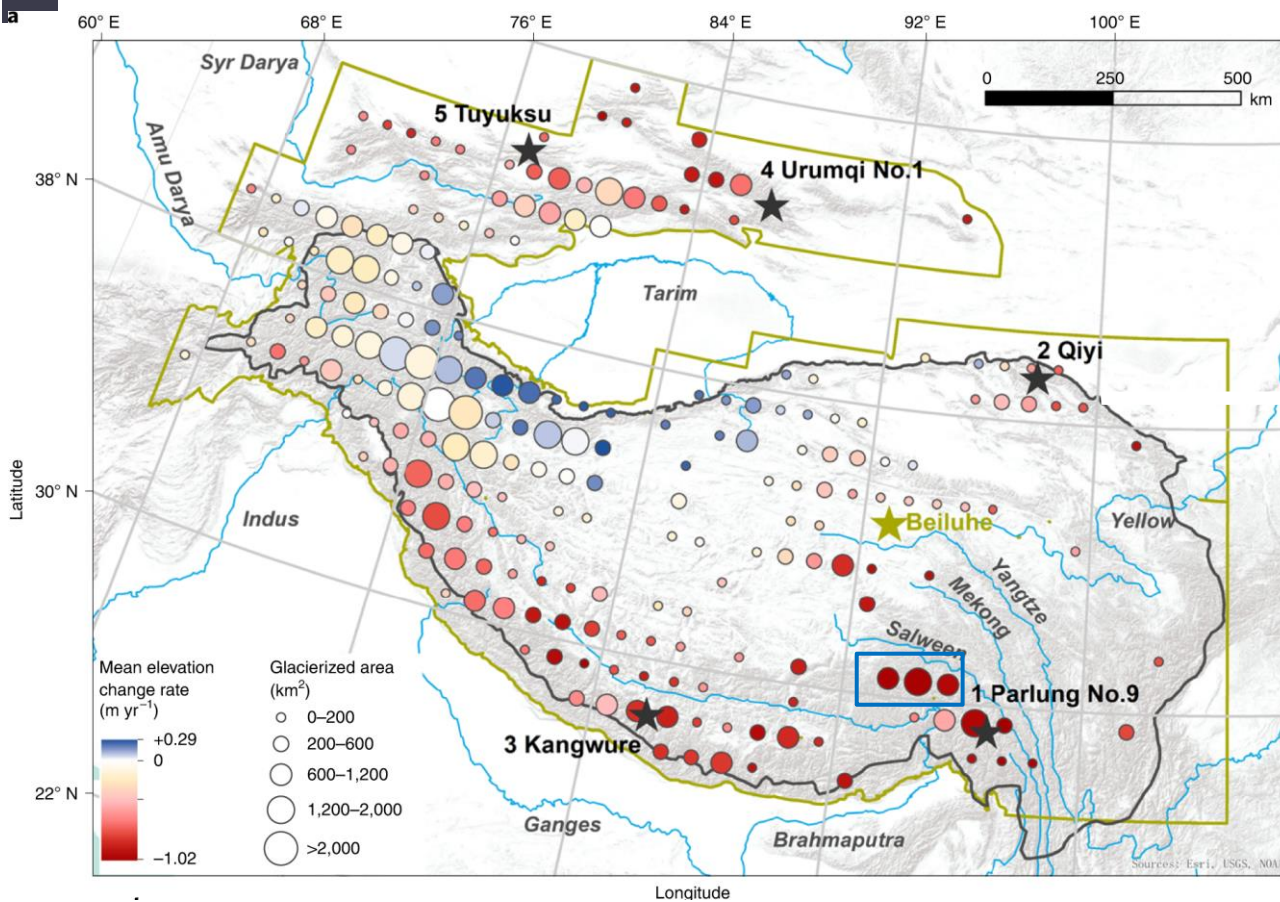 a
60° E
68° E
76° E
84° E
92° E
100° E
Syr Darya
0
250
500
km
5 Tuyuksu
Amu Darya
4 Urumqi No.1
38° N
Tarim
2 Qiyi
Latitude
30° N
Indus
Beiluhe
Yellow
Yangtze
Mekong
Salween
Mean elevation
change rate
(m yr⁻¹)
+0.29
0
−1.02
Glacierized area
(km²)
0–200
200–600
600–1,200
1,200–2,000
>2,000
1 Parlung No.9
3 Kangwure
22° N
Ganges
Brahmaputra
Sources: Esri, USGS, NOA
Longitude